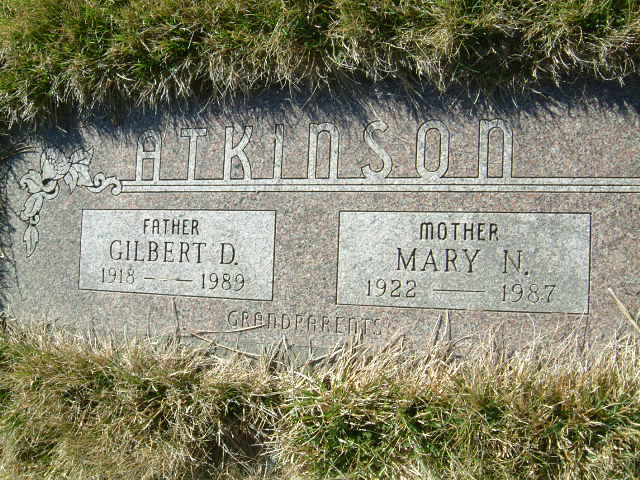 ATKINSON
FATHER
GILBERT D.
1918 - - - 1989
MOTHER
MARY N.
1922 — 1987
GRANDPARENTS